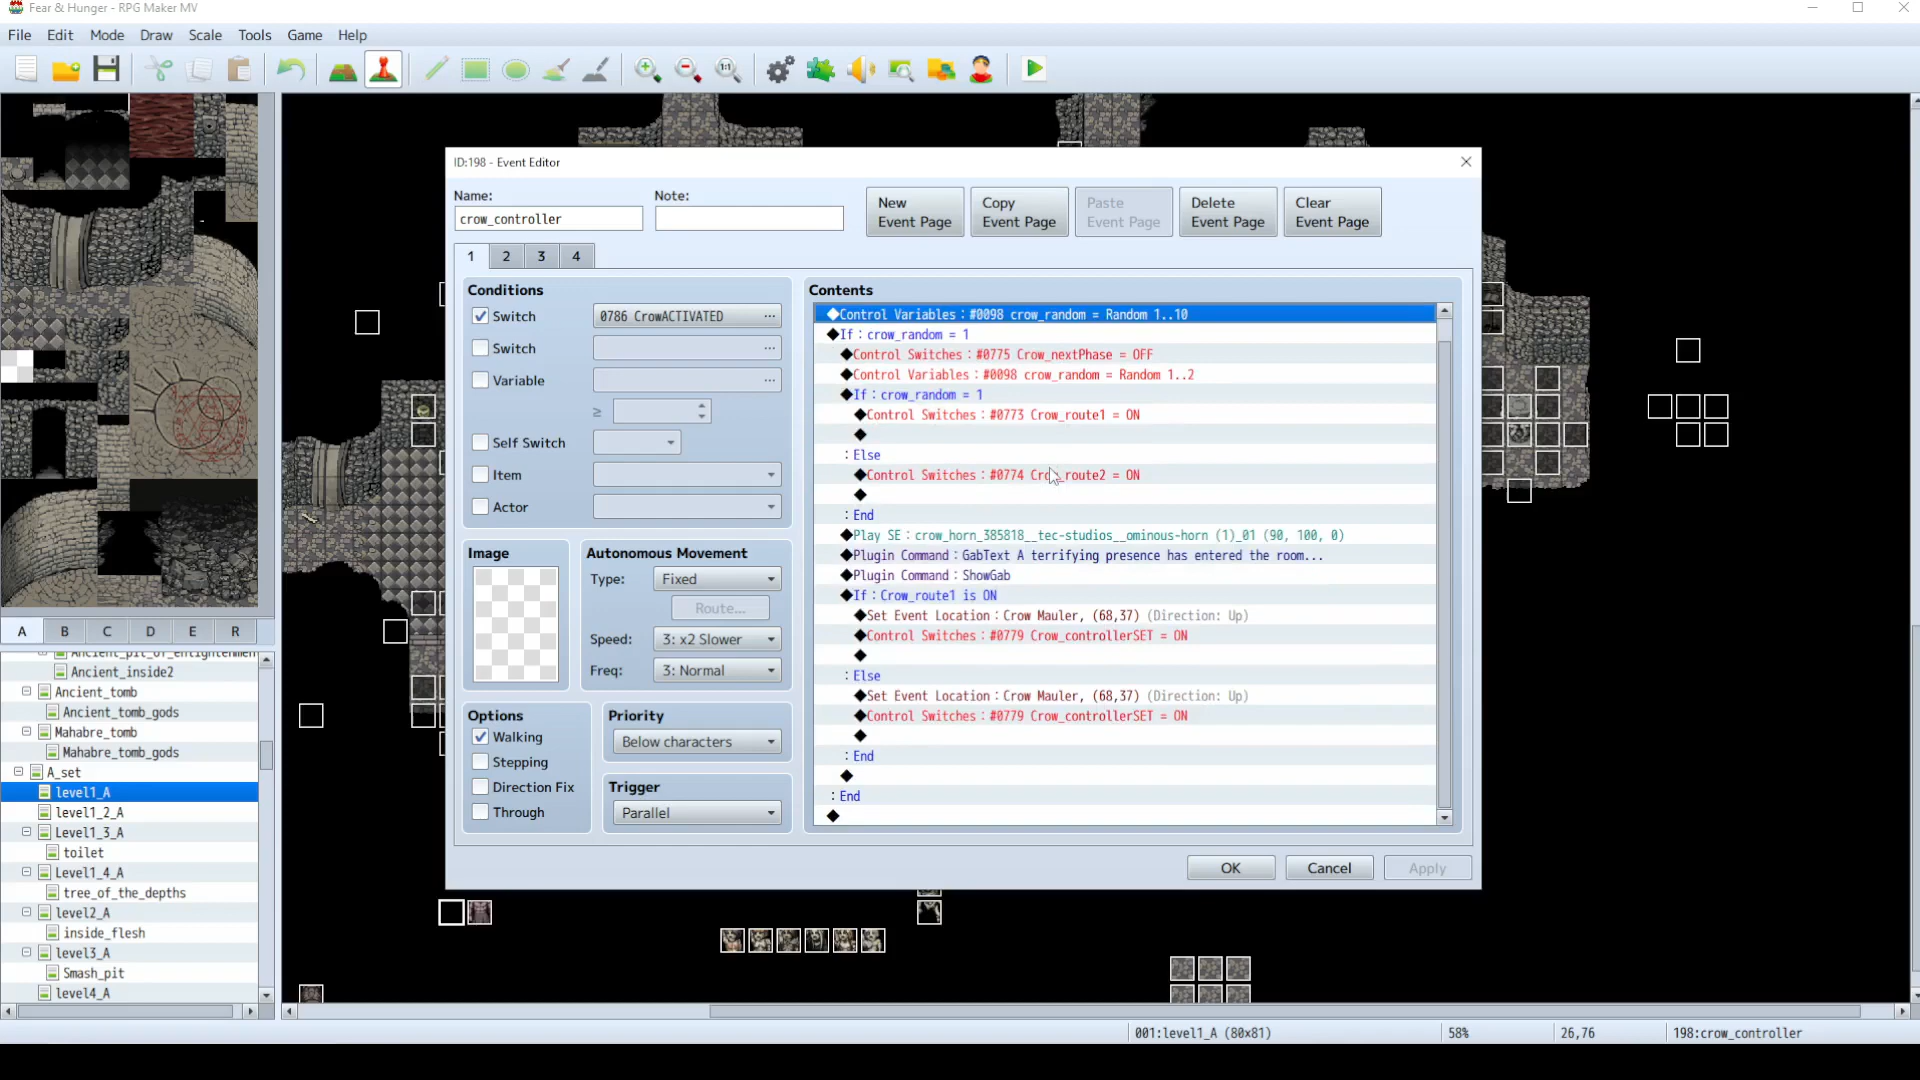 Fear & Hunger - RPG Maker MV
File Edit Mode Draw Scale Tools Game Help
1:1
ID:198 - Event Editor
Name:
Note:
crow_controller
New
Event Page
Copy
Event Page
Paste
Event Page
Delete
Event Page
Clear
Event Page
1 2 3 4
Conditions
Switch 0786 CrowACTIVATED ...
Switch ...
Variable ...
≥
Self Switch
Item
Actor
Image
Autonomous Movement
Type: Fixed
Route...
Speed: 3: x2 Slower
Freq: 3: Normal
Options
Walking
Stepping
Direction Fix
Through
Priority
Below characters
Trigger
Parallel
Contents
◆Control Variables : #0098 crow_random = Random 1..10
◆If : crow_random = 1
◆Control Switches : #0775 Crow_nextPhase = OFF
◆Control Variables : #0098 crow_random = Random 1..2
◆If : crow_random = 1
◆Control Switches : #0773 Crow_route1 = ON
◆
: Else
◆Control Switches : #0774 Crow_route2 = ON
◆
: End
◆Play SE : crow_horn_385818__tec-studios__ominous-horn (1)_01 (90, 100, 0)
◆Plugin Command : GabText A terrifying presence has entered the room...
◆Plugin Command : ShowGab
◆If : Crow_route1 is ON
◆Set Event Location : Crow Mauler, (68,37) (Direction: Up)
◆Control Switches : #0779 Crow_controllerSET = ON
◆
: Else
◆Set Event Location : Crow Mauler, (68,37) (Direction: Up)
◆Control Switches : #0779 Crow_controllerSET = ON
◆
: End
◆
: End
◆
OK Cancel Apply
A B C D E R
Ancient_pit_of_enlightenmen
Ancient_inside2
Ancient_tomb
Ancient_tomb_gods
Mahabre_tomb
Mahabre_tomb_gods
A_set
level1_A
level1_2_A
Level1_3_A
toilet
Level1_4_A
tree_of_the_depths
level2_A
inside_flesh
level3_A
Smash_pit
level4_A
001:level1_A (80x81) 58% 26,76 198:crow_controller